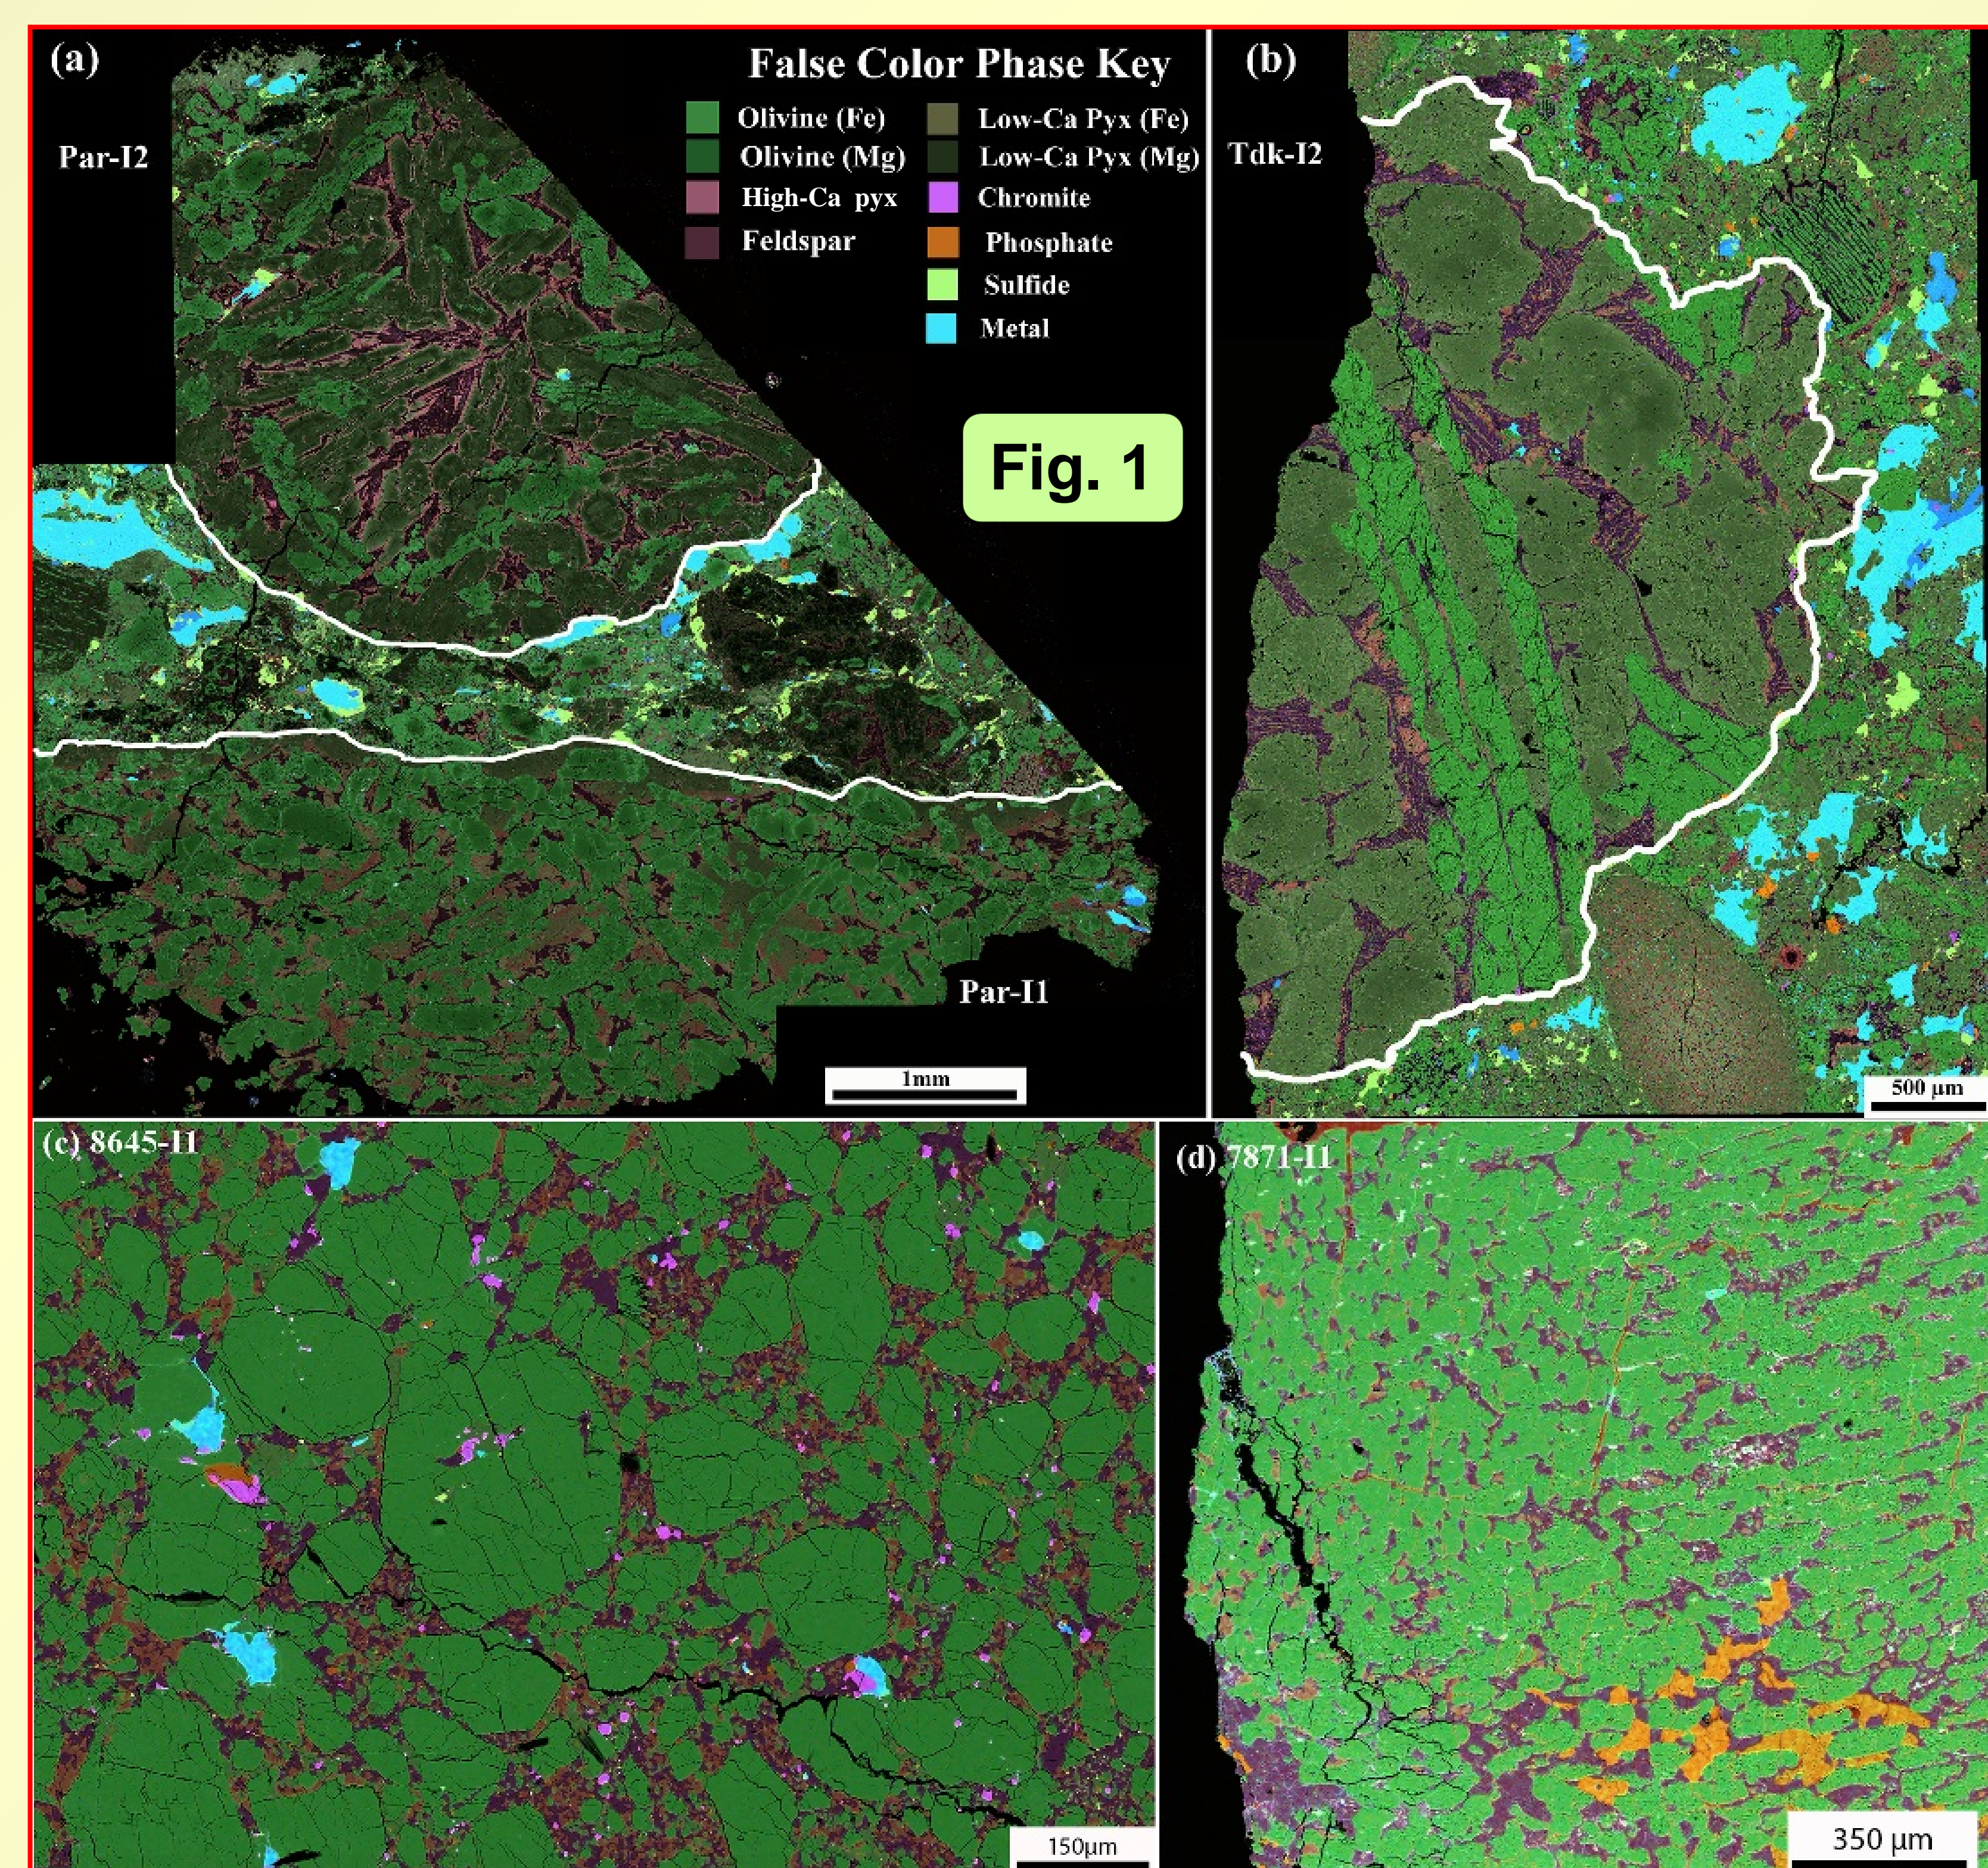 (a)
False Color Phase Key
Olivine (Fe)
Low-Ca Pyx (Fe)
Olivine (Mg)
Low-Ca Pyx (Mg)
High-Ca pyx
Chromite
Feldspar
Phosphate
Sulfide
Metal
Par-I2
Fig. 1
Par-I1
1mm
(b)
Tdk-I2
500 µm
(c) 8645-I1
150µm
(d) 7871-I1
350 µm